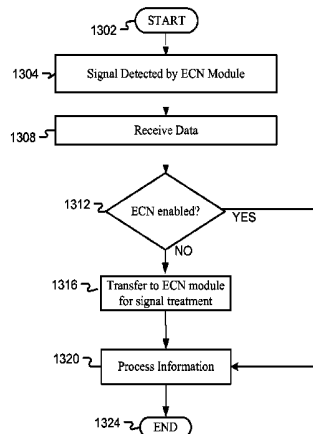 1302
START
1304
Signal Detected by ECN Module
1308
Receive Data
1312
ECN enabled?
YES
NO
1316
Transfer to ECN module
for signal treatment
1320
Process Information
1324
END